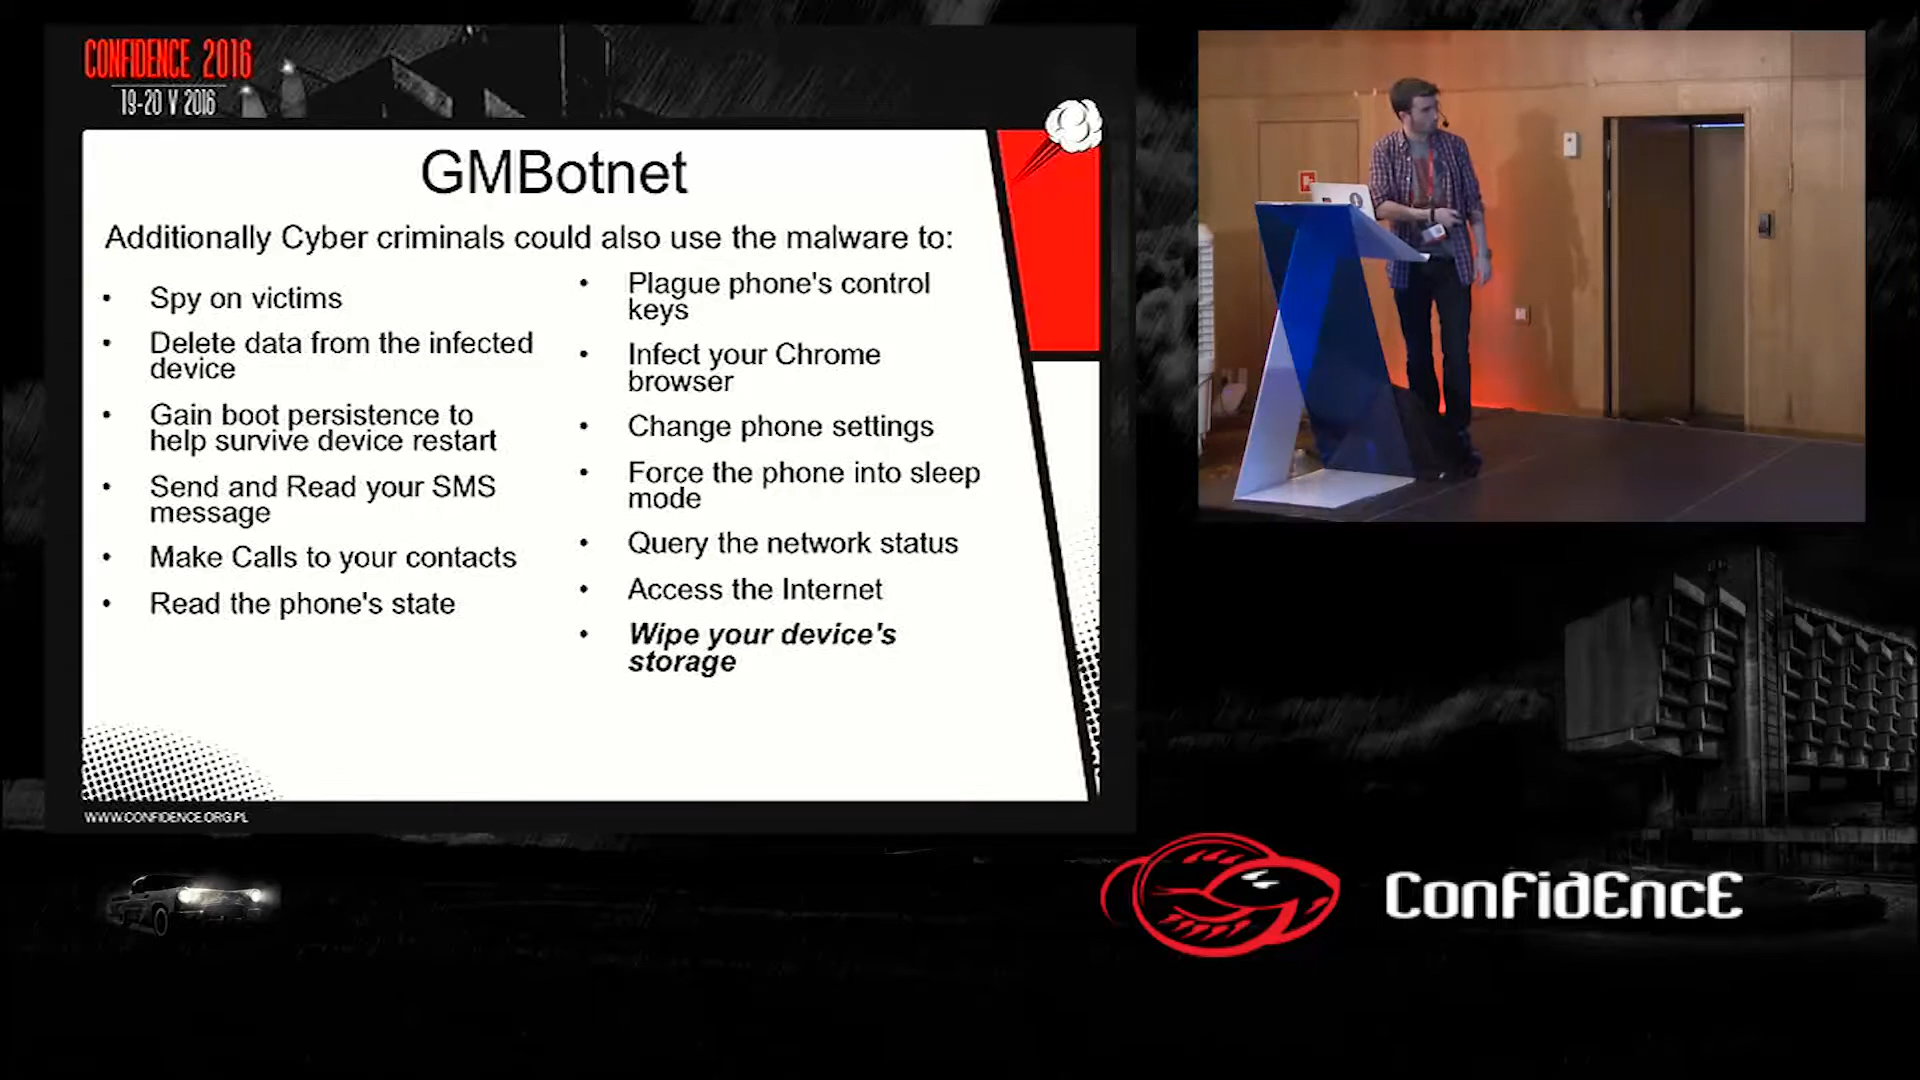 CONFIDENCE 2016
19-20 V 2016
GMBotnet
Additionally Cyber criminals could also use the malware to:
• Spy on victims
• Delete data from the infected
device
• Gain boot persistence to
help survive device restart
• Send and Read your SMS
message
• Make Calls to your contacts
• Read the phone's state
• Plague phone's control
keys
• Infect your Chrome
browser
• Change phone settings
• Force the phone into sleep
mode
• Query the network status
• Access the Internet
• Wipe your device's
storage
WWW.CONFIDENCE.ORG.PL
ConFidEncE